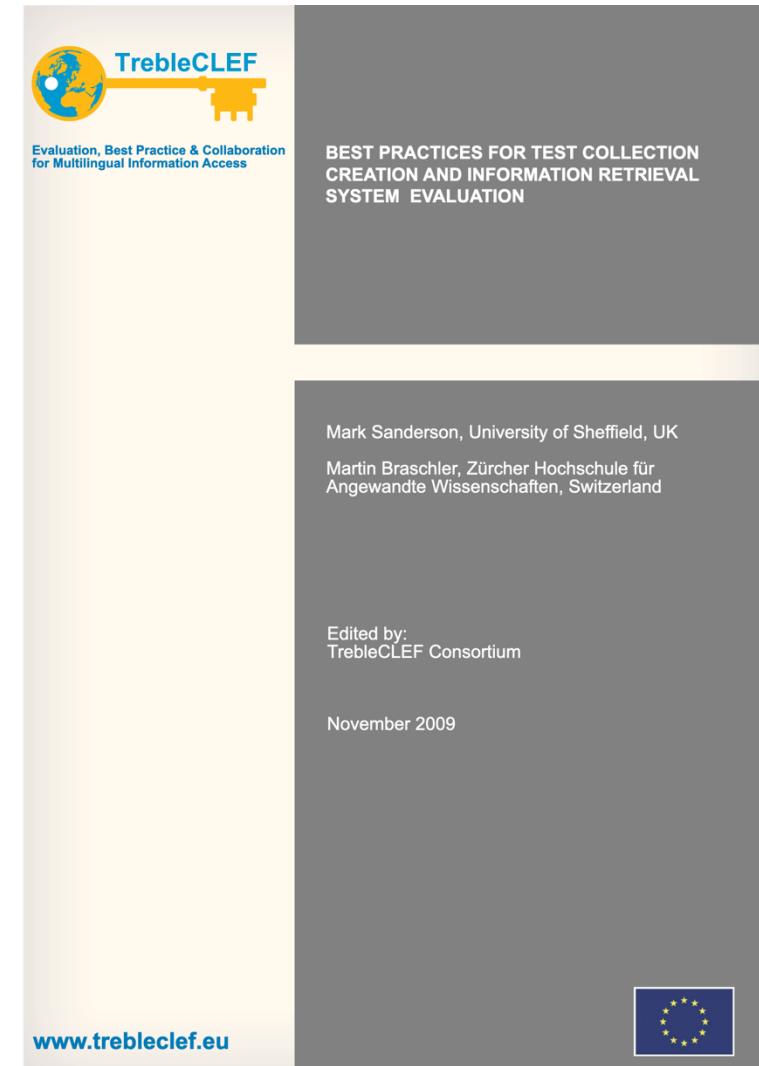 TrebleCLEF
Evaluation, Best Practice & Collaboration
for Multilingual Information Access
BEST PRACTICES FOR TEST COLLECTION
CREATION AND INFORMATION RETRIEVAL
SYSTEM EVALUATION
Mark Sanderson, University of Sheffield, UK
Martin Braschler, Zürcher Hochschule für
Angewandte Wissenschaften, Switzerland
Edited by:
TrebleCLEF Consortium
November 2009
www.trebleclef.eu